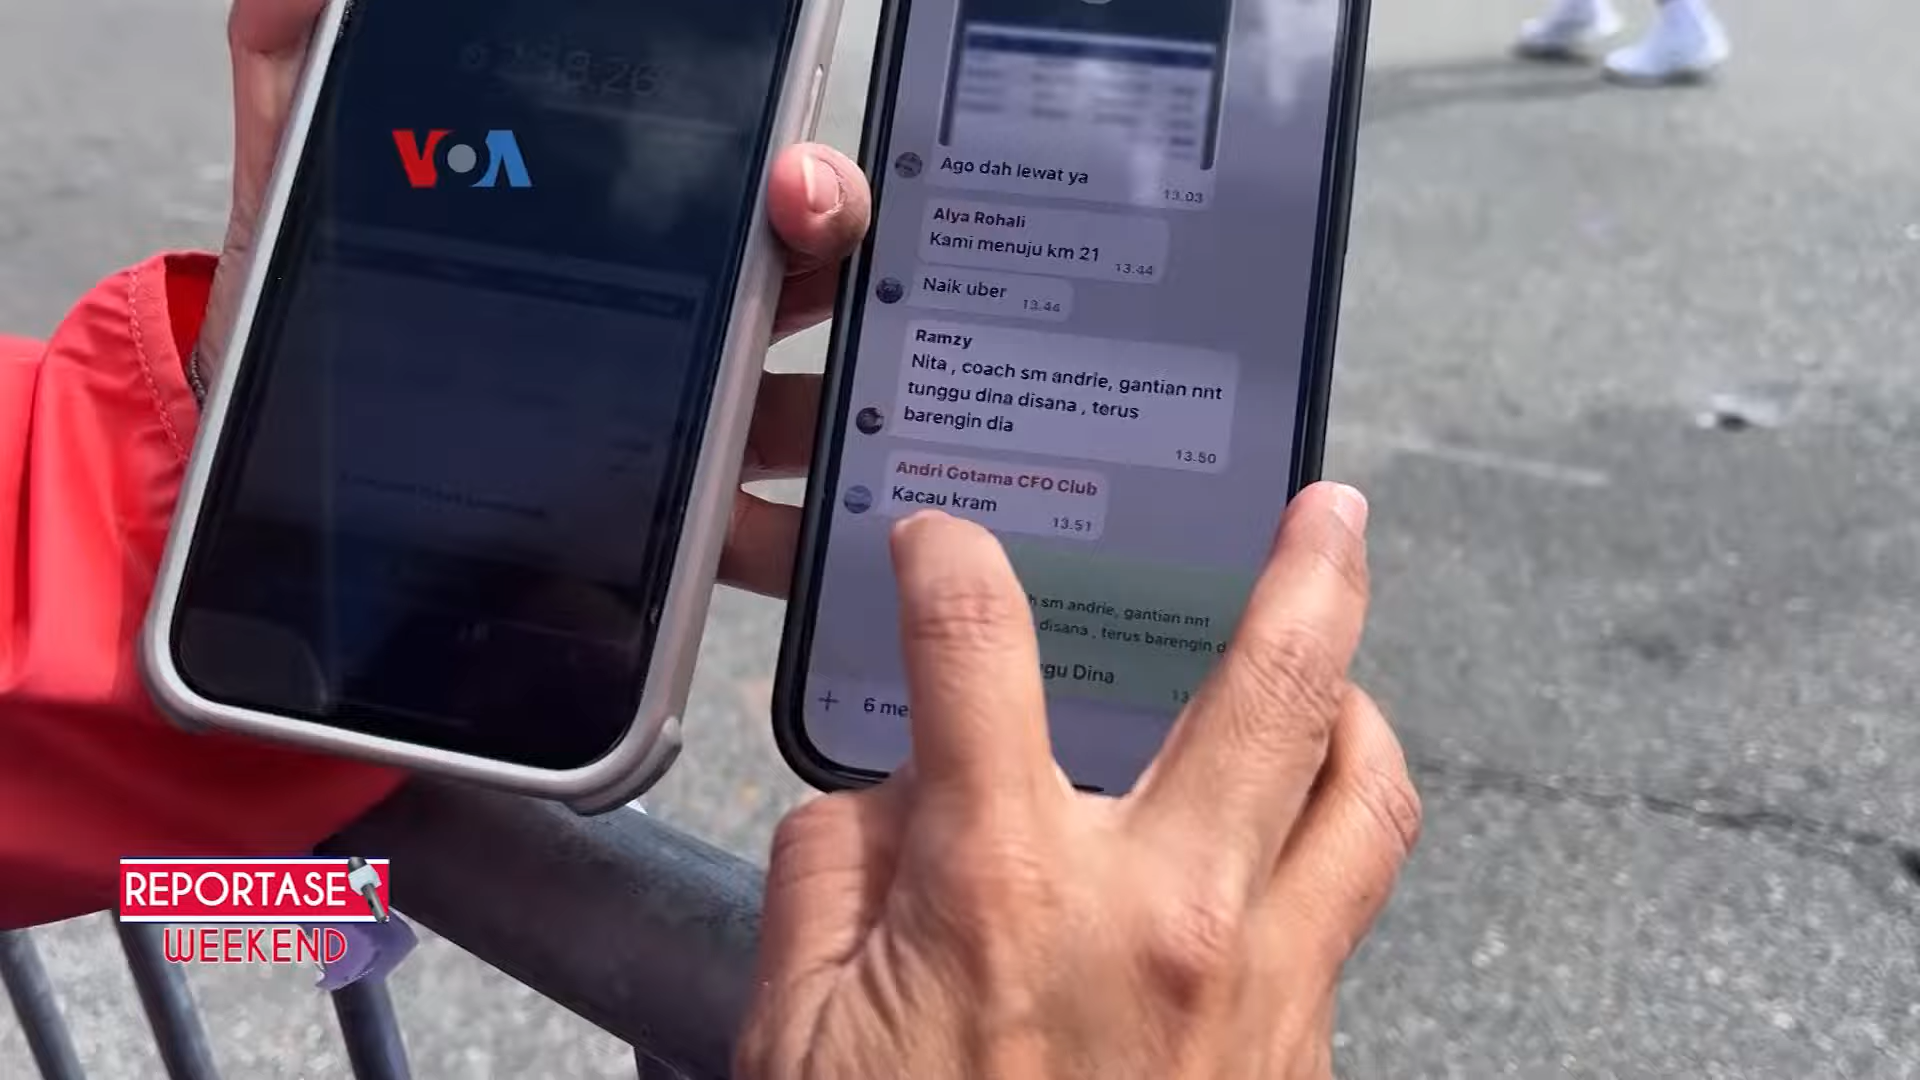 VOA
Ago dah lewat ya
13.03
Alya Rohali
Kami menuju km 21
13.44
Naik uber
13.44
Ramzy
Nita , coach sm andrie, gantian nnt
tunggu dina disana , terus
barengin dia
13.50
Andri Gotama CFO Club
Kacau kram
13.51
sm andrie, gantian nnt
disana , terus barengin
Dina
6
REPORTASE
WEEKEND